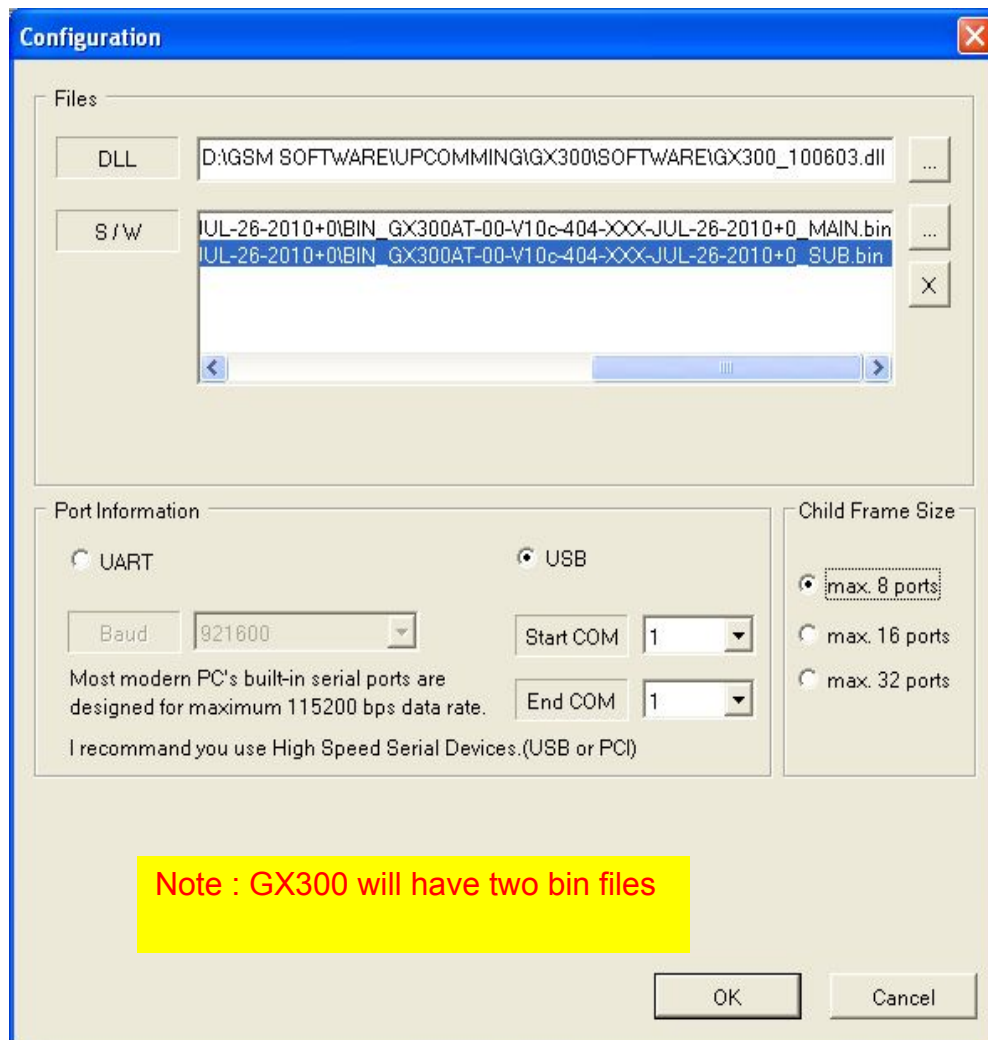 Configuration
Files
DLL
D:\GSM SOFTWARE\UPCOMMING\GX300\SOFTWARE\GX300_100603.dll
...
S / W
IUL-26-2010+0\BIN_GX300AT-00-V10c-404-XXX-JUL-26-2010+0_MAIN.bin
...
IUL-26-2010+0\BIN_GX300AT-00-V10c-404-XXX-JUL-26-2010+0_SUB.bin
X
Port Information
UART
USB
Baud
921600
Start COM
1
Most modern PC's built-in serial ports are
designed for maximum 115200 bps data rate.
End COM
1
I recommand you use High Speed Serial Devices.(USB or PCI)
Child Frame Size
max. 8 ports
max. 16 ports
max. 32 ports
Note : GX300 will have two bin files
OK
Cancel